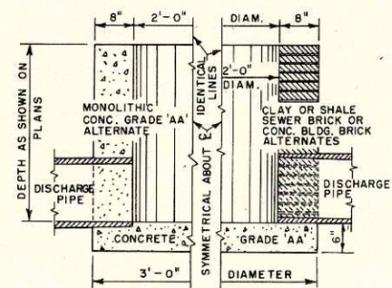 8" 2'-0" DIAM. 8"
IDENTICAL
LINES
2'-0"
DIAM.
DEPTH AS SHOWN ON
PLANS
MONOLITHIC
CONC. GRADE 'AA'
ALTERNATE
SYMMETRICAL ABOUT ℄
CLAY OR SHALE
SEWER BRICK OR
CONC. BLDG. BRICK
ALTERNATES
DISCHARGE
PIPE
DISCHARGE
PIPE
CONCRETE GRADE 'AA'
6"
3'-0" DIAMETER